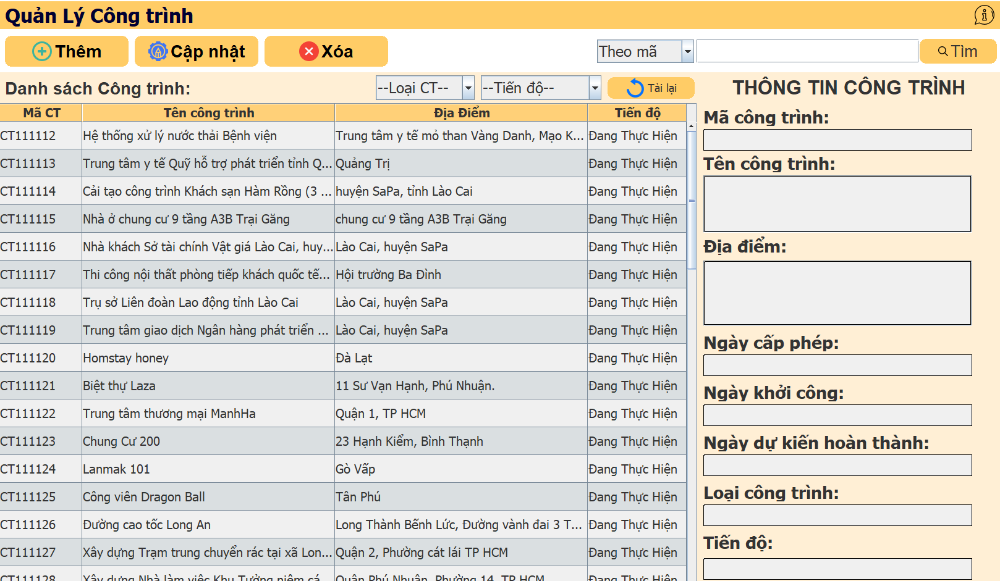 Quản Lý Công trình
Thêm Cập nhật Xóa Theo mã Tìm
Danh sách Công trình: --Loại CT-- --Tiến độ-- Tải lại
Mã CT Tên công trình Địa Điểm Tiến độ
CT111112 Hệ thống xử lý nước thải Bệnh viện Trung tâm y tế mỏ than Vàng Danh, Mạo K... Đang Thực Hiện
CT111113 Trung tâm y tế Quỹ hỗ trợ phát triển tỉnh Q... Quảng Trị Đang Thực Hiện
CT111114 Cải tạo công trình Khách sạn Hàm Rồng (3 ... huyện SaPa, tỉnh Lào Cai Đang Thực Hiện
CT111115 Nhà ở chung cư 9 tầng A3B Trại Găng chung cư 9 tầng A3B Trại Găng Đang Thực Hiện
CT111116 Nhà khách Sở tài chính Vật giá Lào Cai, huy... Lào Cai, huyện SaPa Đang Thực Hiện
CT111117 Thi công nội thất phòng tiếp khách quốc tế... Hội trường Ba Đình Đang Thực Hiện
CT111118 Trụ sở Liên đoàn Lao động tỉnh Lào Cai Lào Cai, huyện SaPa Đang Thực Hiện
CT111119 Trung tâm giao dịch Ngân hàng phát triển ... Lào Cai, huyện SaPa Đang Thực Hiện
CT111120 Homstay honey Đà Lạt Đang Thực Hiện
CT111121 Biệt thự Laza 11 Sư Vạn Hạnh, Phú Nhuận. Đang Thực Hiện
CT111122 Trung tâm thương mại ManhHa Quận 1, TP HCM Đang Thực Hiện
CT111123 Chung Cư 200 23 Hạnh Kiểm, Bình Thạnh Đang Thực Hiện
CT111124 Lanmak 101 Gò Vấp Đang Thực Hiện
CT111125 Công viên Dragon Ball Tân Phú Đang Thực Hiện
CT111126 Đường cao tốc Long An Long Thành Bếnh Lức, Đường vành đai 3 T... Đang Thực Hiện
CT111127 Xây dựng Trạm trung chuyển rác tại xã Lon... Quận 2, Phường cát lái TP HCM Đang Thực Hiện
CT111128 Xây dựng Nhà làm việc Khu Tưởng niệm cá... Quận Phú Nhuận, Phường 14, TP HCM Đang Thực Hiện
THÔNG TIN CÔNG TRÌNH
Mã công trình:
Tên công trình:
Địa điểm:
Ngày cấp phép:
Ngày khởi công:
Ngày dự kiến hoàn thành:
Loại công trình:
Tiến độ: